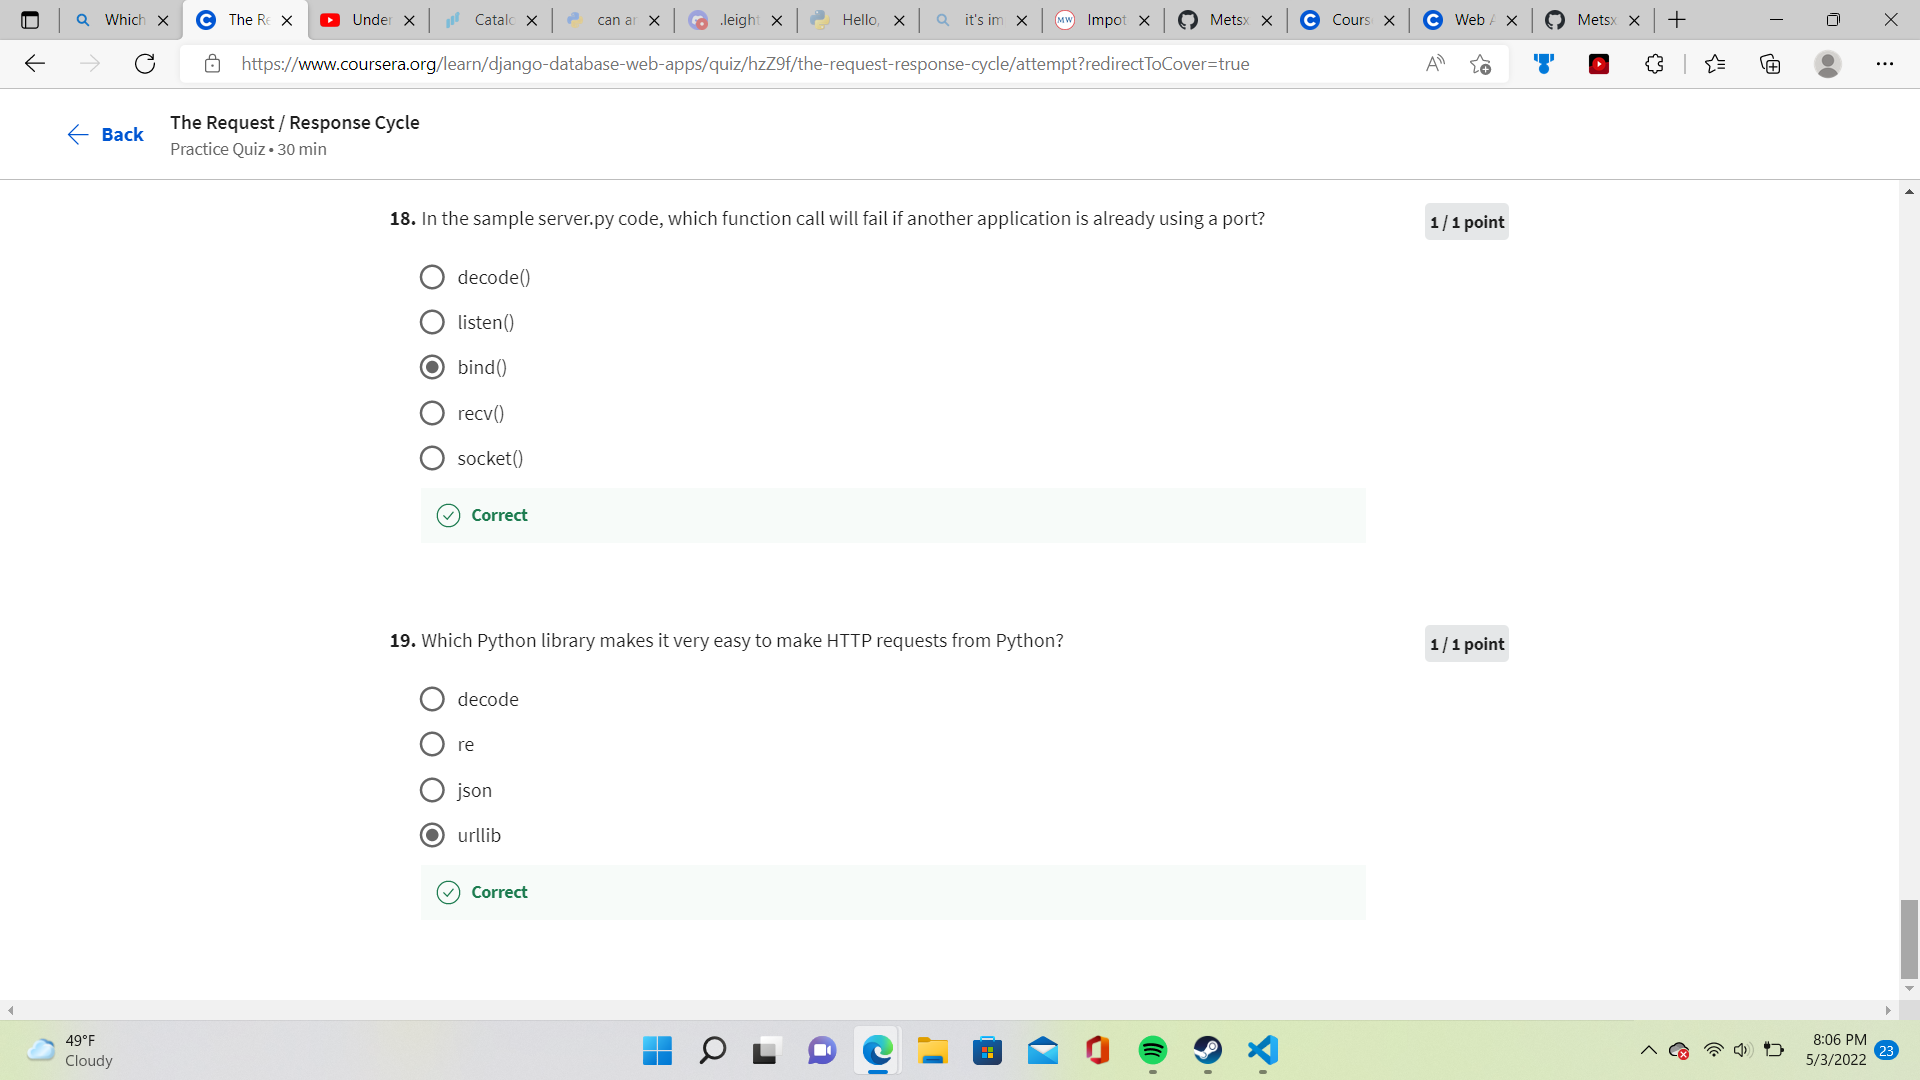 Which
The Re
Under
Catalo
can ar
.leight
Hello,
it's im
MW
Impot
Metsx
Cours
Web A
Metsx
https://www.coursera.org/learn/django-database-web-apps/quiz/hzZ9f/the-request-response-cycle/attempt?redirectToCover=true
Back
The Request / Response Cycle
Practice Quiz • 30 min
18. In the sample server.py code, which function call will fail if another application is already using a port?
1 / 1 point
decode()
listen()
bind()
recv()
socket()
Correct
19. Which Python library makes it very easy to make HTTP requests from Python?
1 / 1 point
decode
re
json
urllib
Correct
49°F
Cloudy
8:06 PM
5/3/2022
23